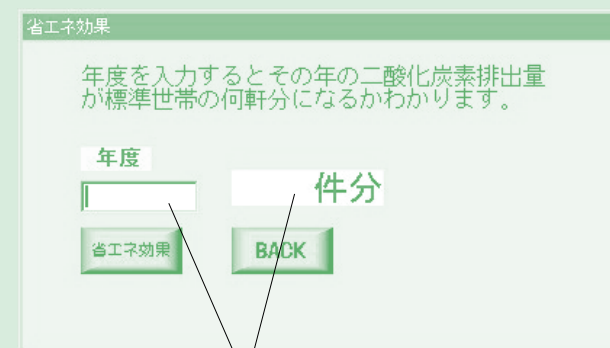 省エネ効果
年度を入力するとその年の二酸化炭素排出量
が標準世帯の何軒分になるかわかります。
年度
件分
省エネ効果
BACK